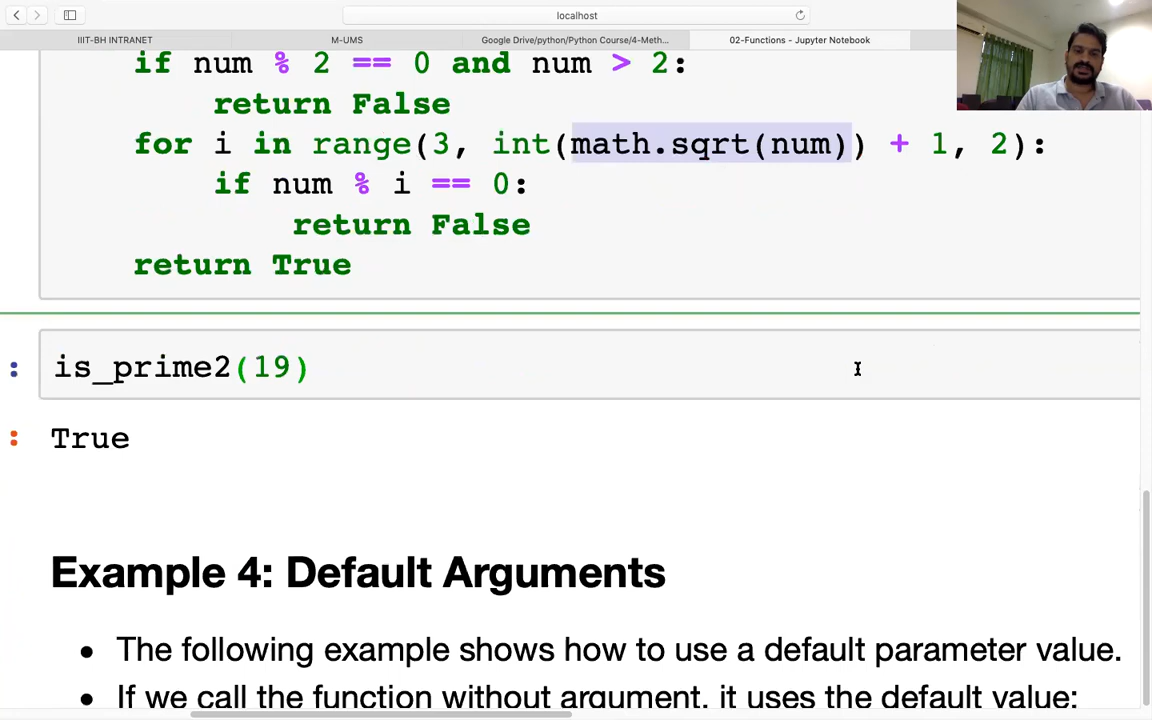 localhost
IIIT-BH INTRANET
M-UMS
Google Drive/python/Python Course/4-Meth...
02-Functions - Jupyter Notebook
if num % 2 == 0 and num > 2:
return False
for i in range(3, int(math.sqrt(num)) + 1, 2):
if num % i == 0:
return False
return True
: is_prime2(19)
: True
Example 4: Default Arguments
• The following example shows how to use a default parameter value.
• If we call the function without argument, it uses the default value: